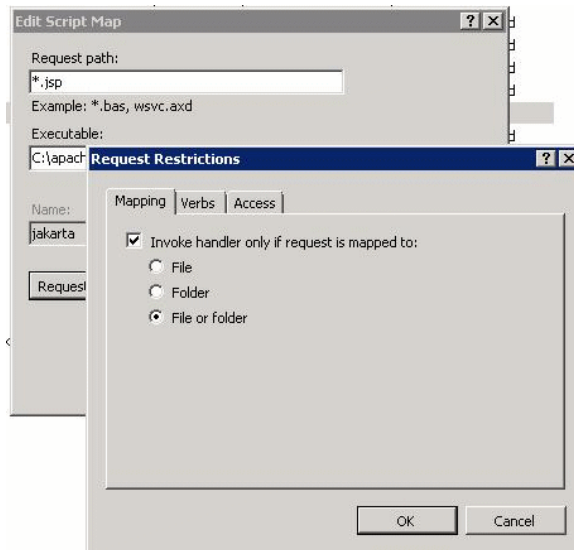 Edit Script Map
Request path:
*.jsp
Example: *.bas, wsvc.axd
Executable:
C:\apach
Name:
jakarta
Request
Request Restrictions
Mapping Verbs Access
Invoke handler only if request is mapped to:
File
Folder
File or folder
OK Cancel